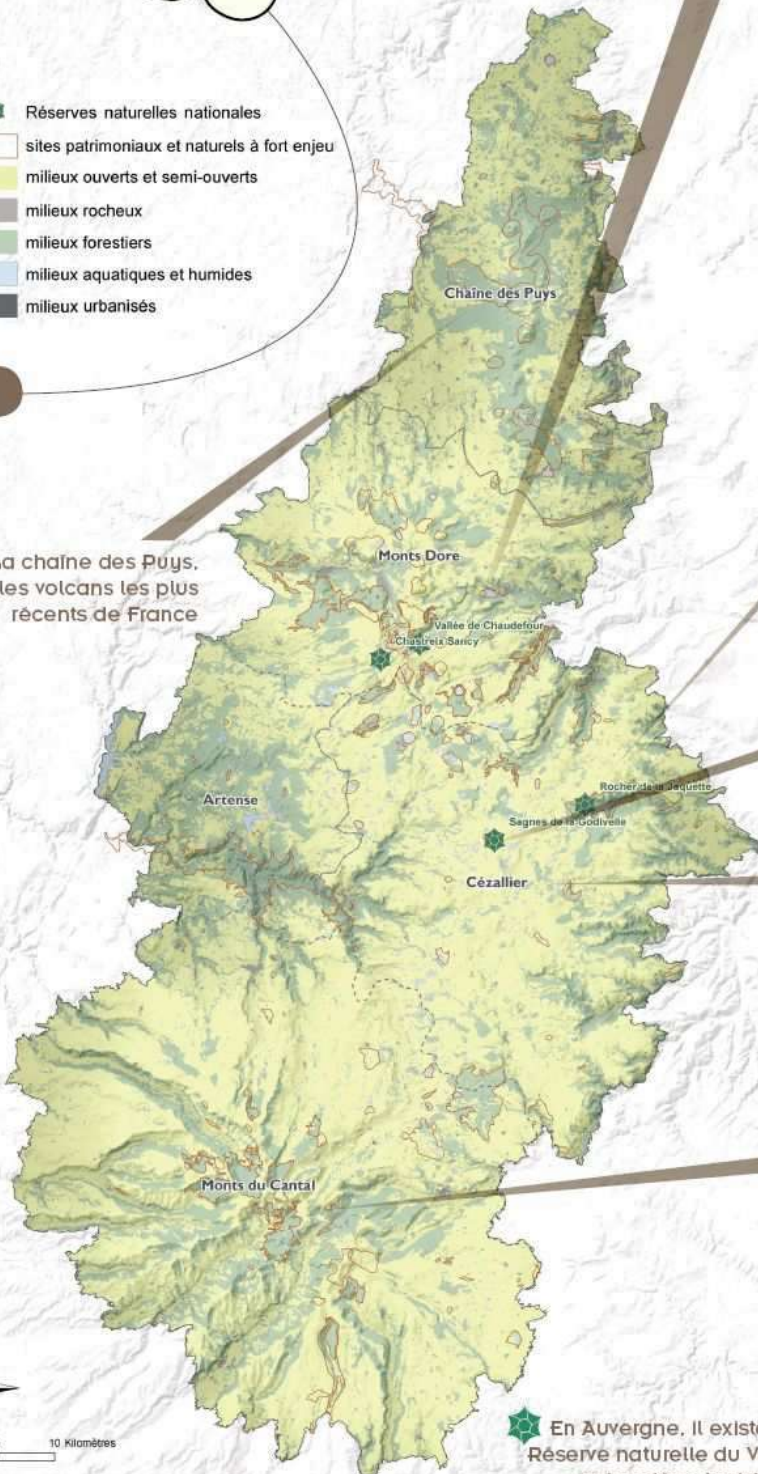 Réserves naturelles nationales
sites patrimoniaux et naturels à fort enjeu
milieux ouverts et semi-ouverts
milieux rocheux
milieux forestiers
milieux aquatiques et humides
milieux urbanisés
Chaîne des Puys
a chaîne des Puys,
les volcans les plus
récents de France
Monts Dore
Vallée de Chaudefour
Chastreix Sancy
Artense
Rocher de la Jaquette
Sagnes de la Godivelle
Cézallier
Monts du Cantal
10 Kilomètres
En Auvergne, il existe
Réserve naturelle du V